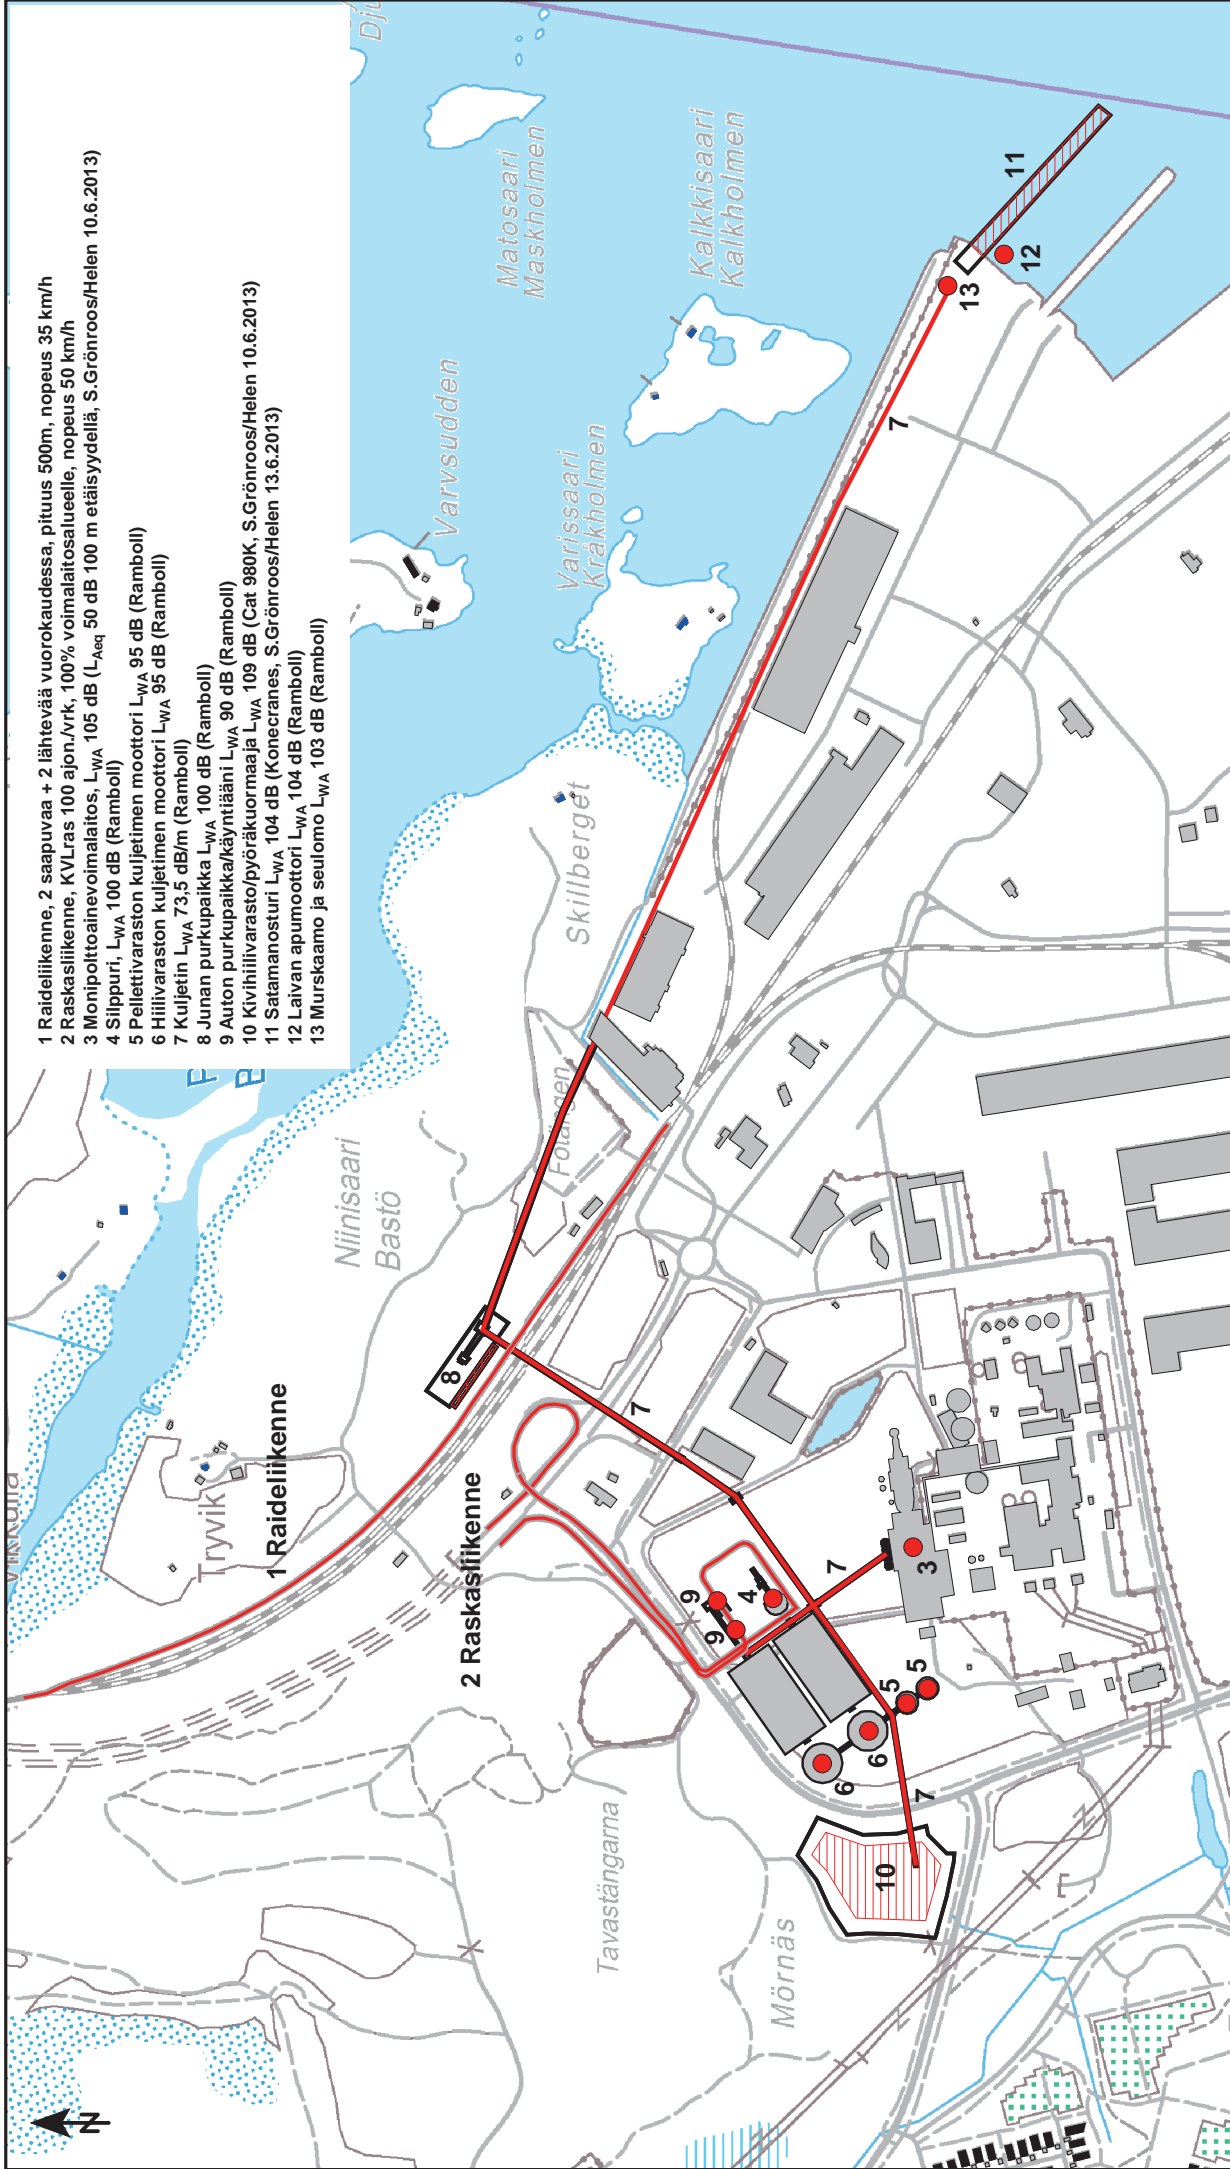 1 Raideliikenne, 2 saapuvaa + 2 lähtevää vuorokaudessa, pituus 500m, nopeus 35 km/h
2 Raskasliikenne, KVLras 100 ajon./vrk, 100% voimalaitosalueelle, nopeus 50 km/h
3 Monipolttoainevoimalaitos, LWA 105 dB (LAeq 50 dB 100 m etäisyydellä, S.Grönroos/Helen 10.6.2013)
4 Silppuri, LWA 100 dB (Ramboll)
5 Pellettivaraston kuljetimen moottori LWA 95 dB (Ramboll)
6 Hiilivaraston kuljetimen moottori LWA 95 dB (Ramboll)
7 Kuljetin LWA 73,5 dB/m (Ramboll)
8 Junan purkupaikka LWA 100 dB (Ramboll)
9 Auton purkupaikka/käyntiääni LWA 90 dB (Ramboll)
10 Kivihiilivarasto/pyöräkuormaaja LWA 109 dB (Cat 980K, S.Grönroos/Helen 10.6.2013)
11 Satamanosturi LWA 104 dB (Konecranes, S.Grönroos/Helen 13.6.2013)
12 Laivan apumoottori LWA 104 dB (Ramboll)
13 Murskaamo ja seulomo LWA 103 dB (Ramboll)
N
Tryvik
1 Raideliikenne
Niinisaari
Bastö
2 Raskasliikenne
8
7
Varvsudden
Matosaari
Maskholmen
Varissaari
Kråkholmen
Kalkkisaari
Kalkholmen
Skillberget
Tavastängarna
Mörnäs
9
9
4
7
3
5
5
6
6
7
10
7
13
12
11